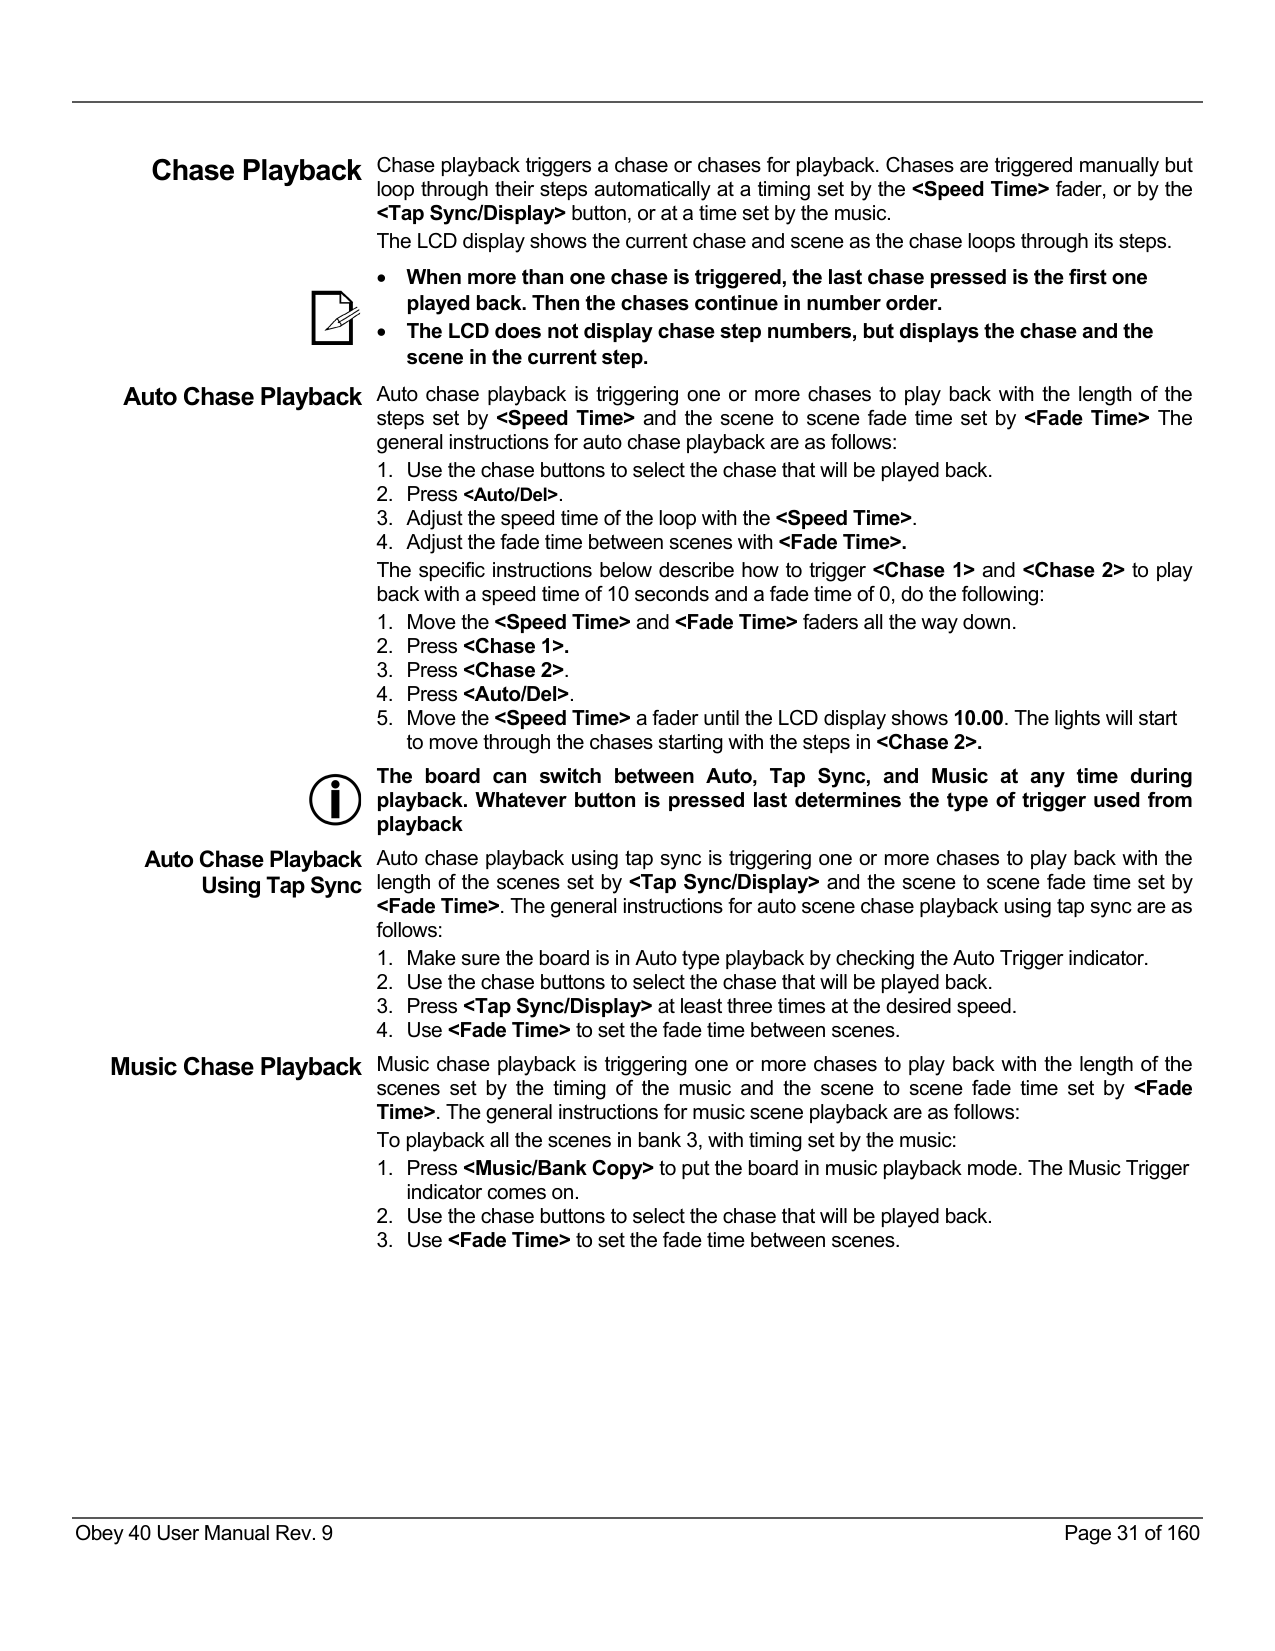 Chase Playback
Chase playback triggers a chase or chases for playback. Chases are triggered manually but
loop through their steps automatically at a timing set by the <Speed Time> fader, or by the
<Tap Sync/Display> button, or at a time set by the music.
The LCD display shows the current chase and scene as the chase loops through its steps.
• When more than one chase is triggered, the last chase pressed is the first one
played back. Then the chases continue in number order.
• The LCD does not display chase step numbers, but displays the chase and the
scene in the current step.
Auto Chase Playback
Auto chase playback is triggering one or more chases to play back with the length of the
steps set by <Speed Time> and the scene to scene fade time set by <Fade Time> The
general instructions for auto chase playback are as follows:
1. Use the chase buttons to select the chase that will be played back.
2. Press <Auto/Del>.
3. Adjust the speed time of the loop with the <Speed Time>.
4. Adjust the fade time between scenes with <Fade Time>.
The specific instructions below describe how to trigger <Chase 1> and <Chase 2> to play
back with a speed time of 10 seconds and a fade time of 0, do the following:
1. Move the <Speed Time> and <Fade Time> faders all the way down.
2. Press <Chase 1>.
3. Press <Chase 2>.
4. Press <Auto/Del>.
5. Move the <Speed Time> a fader until the LCD display shows 10.00. The lights will start
to move through the chases starting with the steps in <Chase 2>.
The board can switch between Auto, Tap Sync, and Music at any time during
playback. Whatever button is pressed last determines the type of trigger used from
playback
Auto Chase Playback
Using Tap Sync
Auto chase playback using tap sync is triggering one or more chases to play back with the
length of the scenes set by <Tap Sync/Display> and the scene to scene fade time set by
<Fade Time>. The general instructions for auto scene chase playback using tap sync are as
follows:
1. Make sure the board is in Auto type playback by checking the Auto Trigger indicator.
2. Use the chase buttons to select the chase that will be played back.
3. Press <Tap Sync/Display> at least three times at the desired speed.
4. Use <Fade Time> to set the fade time between scenes.
Music Chase Playback
Music chase playback is triggering one or more chases to play back with the length of the
scenes set by the timing of the music and the scene to scene fade time set by <Fade
Time>. The general instructions for music scene playback are as follows:
To playback all the scenes in bank 3, with timing set by the music:
1. Press <Music/Bank Copy> to put the board in music playback mode. The Music Trigger
indicator comes on.
2. Use the chase buttons to select the chase that will be played back.
3. Use <Fade Time> to set the fade time between scenes.
Obey 40 User Manual Rev. 9
Page 31 of 160